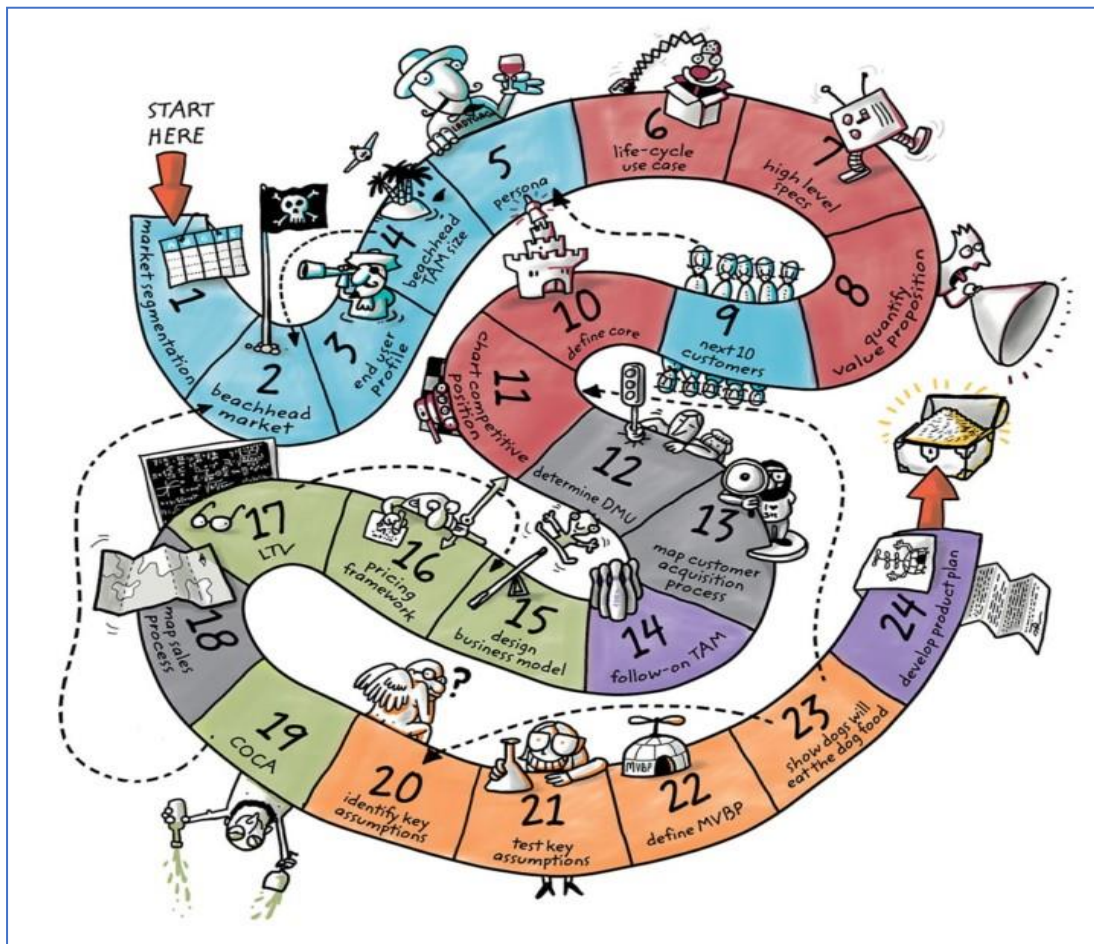 START
HERE
1
market segmentation
2
beachhead
market
3
end user
profile
4
beachhead
TAM size
5
persona
LADY GAGA
6
life-cycle
use case
7
high level
specs
8
quantify
value proposition
9
next 10
customers
10
define core
11
chart competitive
position
12
determine DMU
13
map customer
acquisition
process
14
follow-on TAM
15
design
business model
16
pricing
framework
17
LTV
18
map sales
process
19
COCA
20
identify key
assumptions
?
21
test key
assumptions
22
define MVBP
MVBP
23
show dogs will
eat the dog food
24
develop product plan